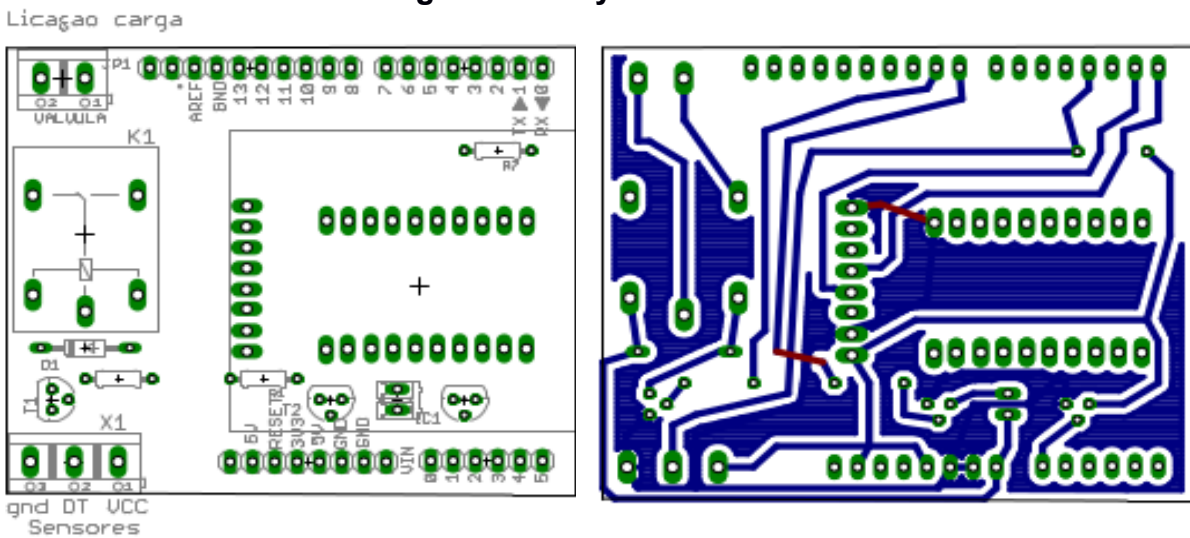 Licagao carga
P1
O2 O1
VALVULA
AREF
GND
13
12
11
10
9
8
7
6
5
4
3
2
TX 1
RX 0
K1
D1
T1
T2
IC1
X1
5V
RESET
3V3
5V
GND
GND
VIN
0
1
2
3
4
5
O3 O2 O1
gnd DT VCC
Sensores